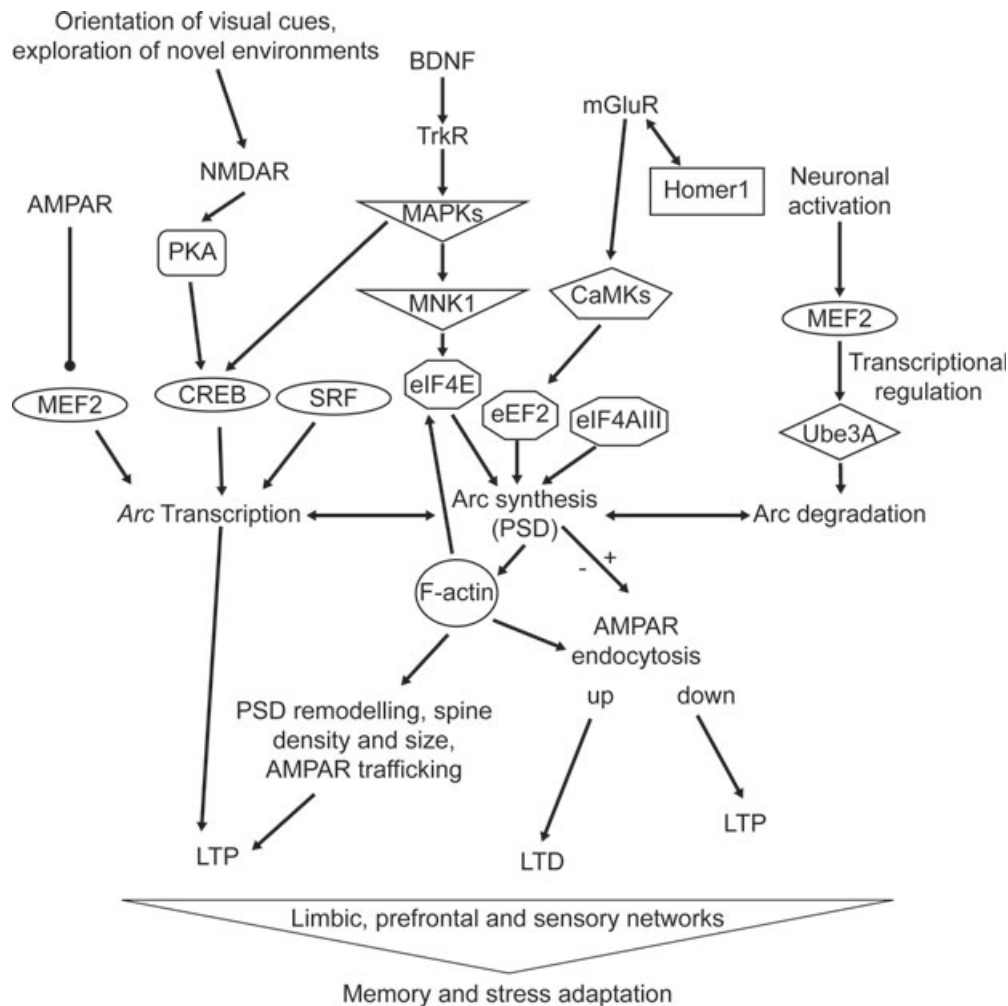 Orientation of visual cues,
exploration of novel environments
BDNF
mGluR
TrkR
NMDAR
Homer1
Neuronal
activation
AMPAR
MAPKs
PKA
MNK1
CaMKs
MEF2
Transcriptional
regulation
MEF2
CREB
SRF
eIF4E
eEF2
eIF4AIII
Ube3A
Arc Transcription
Arc synthesis
(PSD)
Arc degradation
- +
F-actin
AMPAR
endocytosis
up down
PSD remodelling, spine
density and size,
AMPAR trafficking
LTP
LTP
LTD
Limbic, prefrontal and sensory networks
Memory and stress adaptation